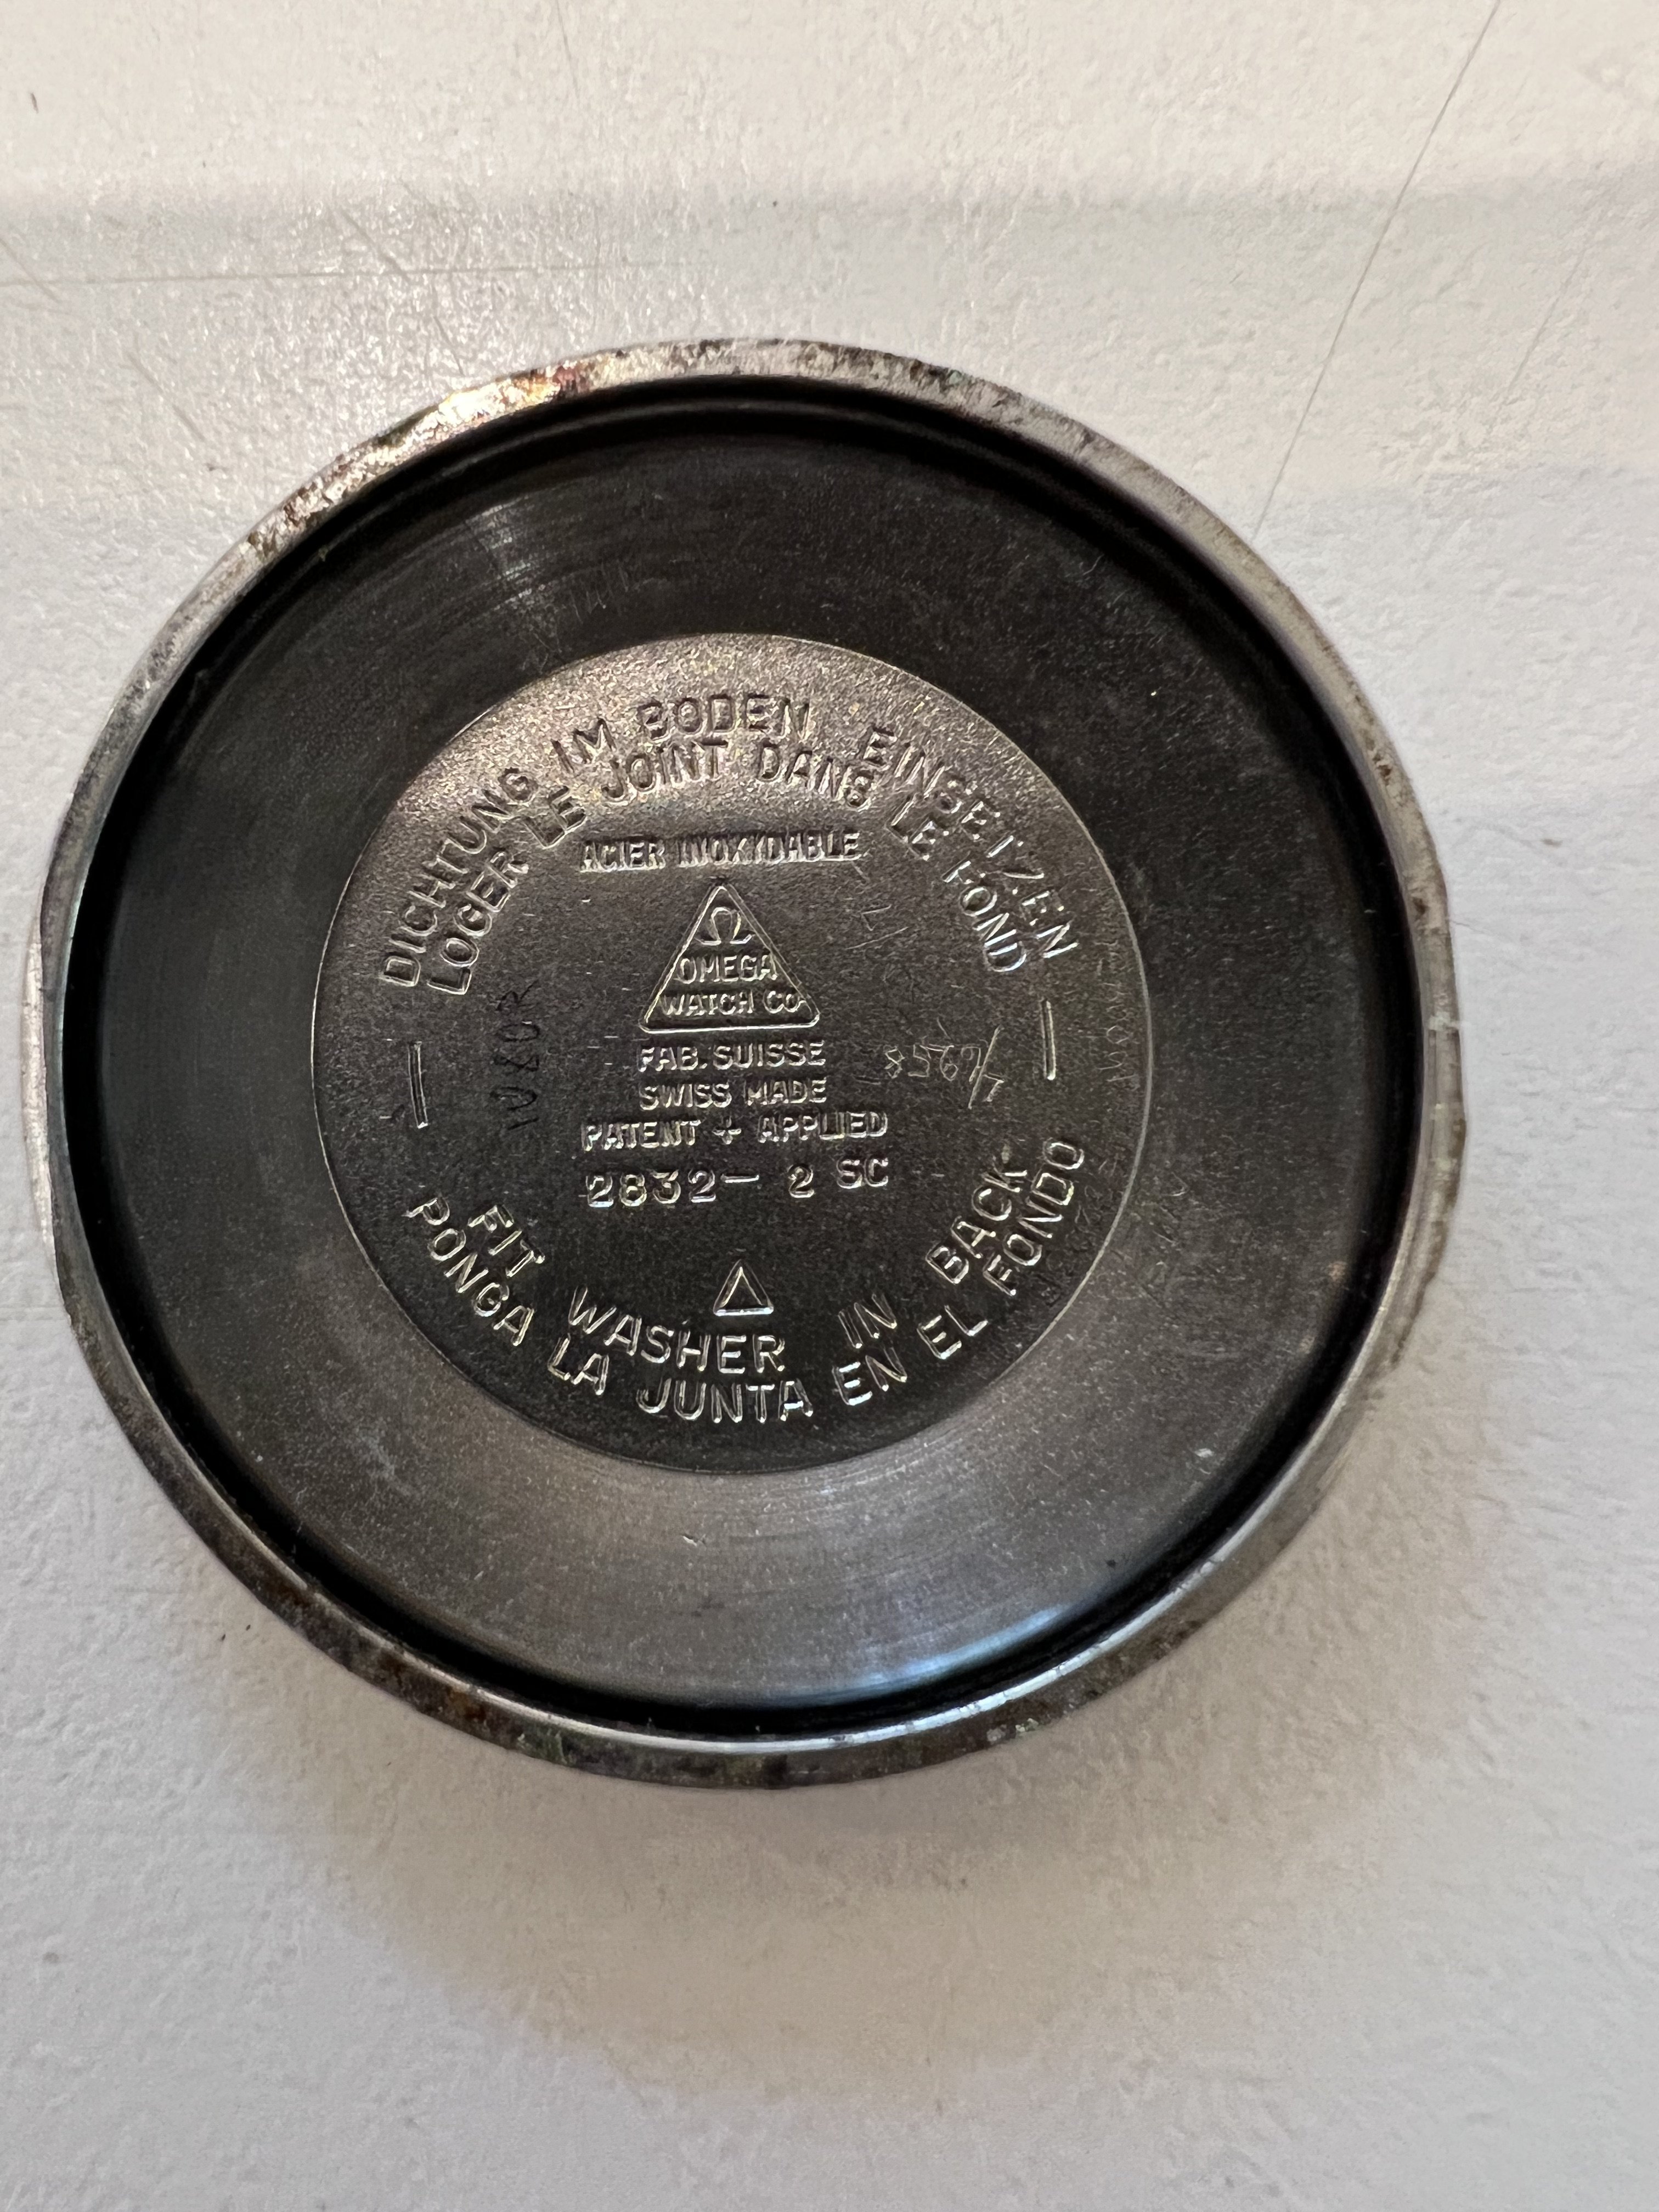 DICHTUNG IM BODEN EINSETZEN
LOGER LE JOINT DANS LE FOND
ACIER INOXYDABLE
Ω
OMEGA
WATCH Co
FAB. SUISSE
SWISS MADE
PATENT + APPLIED
2832- 2 SC
FIT WASHER IN BACK
PONGA LA JUNTA EN EL FONDO